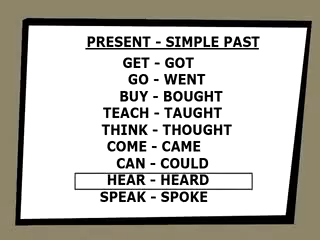 PRESENT - SIMPLE PAST
GET - GOT
GO - WENT
BUY - BOUGHT
TEACH - TAUGHT
THINK - THOUGHT
COME - CAME
CAN - COULD
HEAR - HEARD
SPEAK - SPOKE